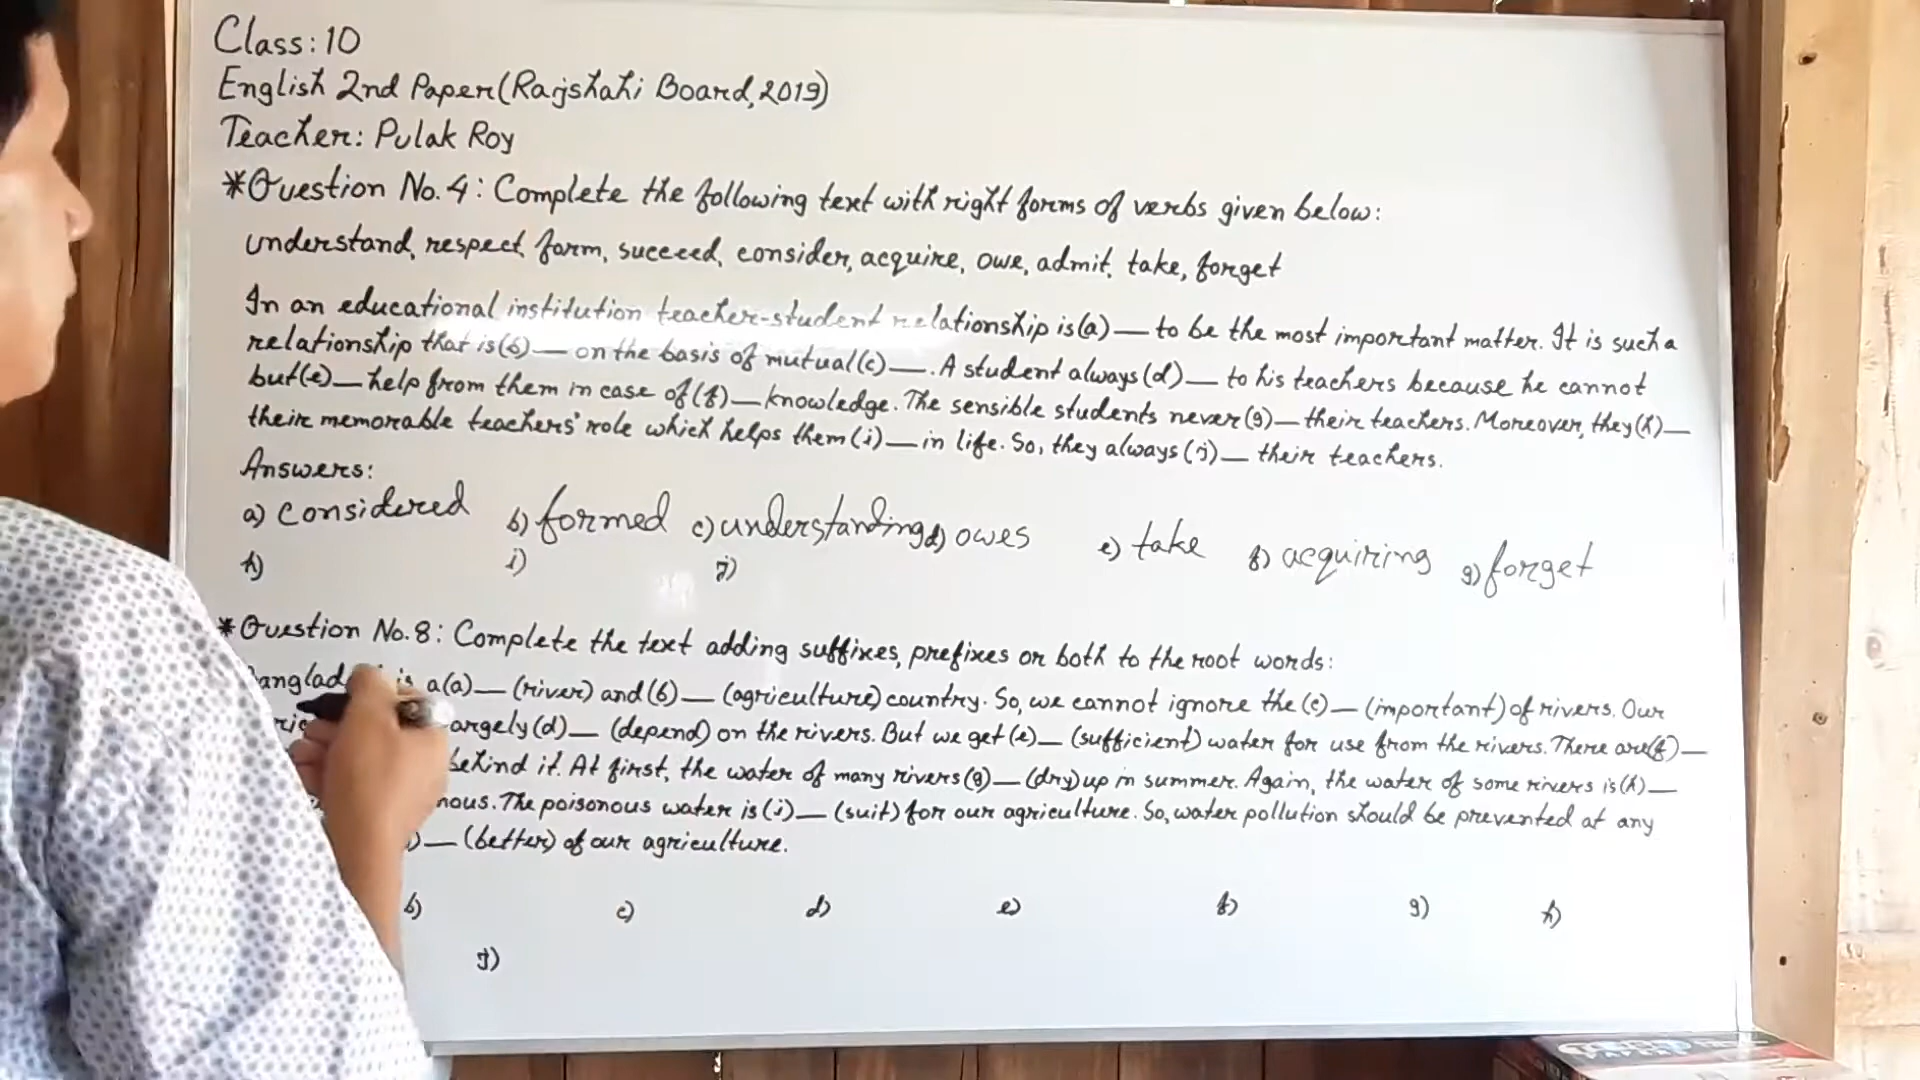 Class: 10
English 2nd Paper (Rajshahi Board, 2019)
Teacher: Pulak Roy
*Question No. 4: Complete the following text with right forms of verbs given below:
understand, respect, form, succeed, consider, acquire, owe, admit, take, forget
In an educational institution teacher-student relationship is (a)— to be the most important matter. It is such a
relationship that is (b)— on the basis of mutual (c)—. A student always (d)— to his teachers because he cannot
but (e)— help from them in case of (f)— knowledge. The sensible students never (g)— their teachers. Moreover, they (h)—
their memorable teachers' role which helps them (i)— in life. So, they always (j)— their teachers.
Answers:
a) considered b) formed c) understanding d) owes e) take f) acquiring g) forget
h) i) j)
*Question No. 8: Complete the text adding suffixes, prefixes or both to the root words:
is a (a)— (river) and (b)— (agriculture) country. So, we cannot ignore the (c)— (important) of rivers. Our
(d)— (depend) on the rivers. But we get (e)— (sufficient) water for use from the rivers. There are (f)—
behind it. At first, the water of many rivers (g)— (dry) up in summer. Again, the water of some rivers is (h)—
The poisonous water is (i)— (suit) for our agriculture. So, water pollution should be prevented at any
— (better) of our agriculture.
b) c) d) e) f) g) h)
j)